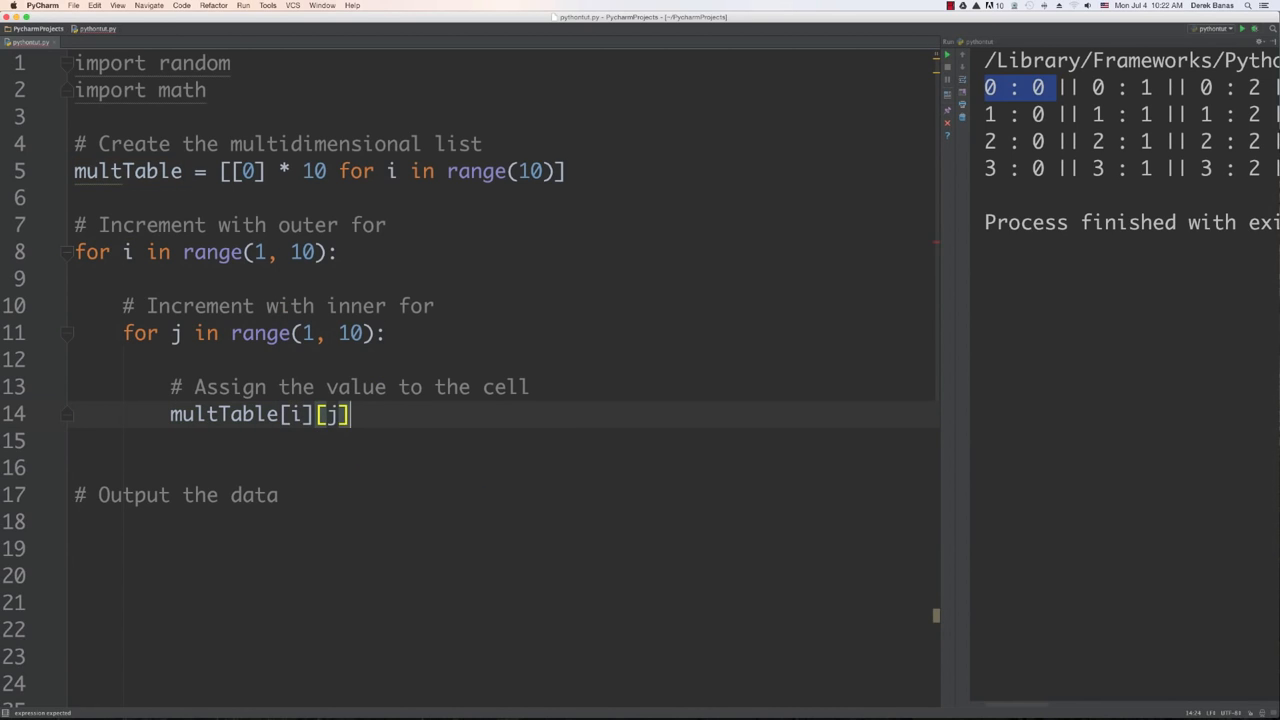 PyCharm File Edit View Navigate Code Refactor Run Tools VCS Window Help
10 Mon Jul 4 10:22 AM Derek Banas
pythontut.py - PycharmProjects - [~/PycharmProjects]
PycharmProjects pythontut.py pythontut
pythontut.py
Run pythontut
1 import random
2 import math
3
4 # Create the multidimensional list
5 multTable = [[0] * 10 for i in range(10)]
6
7 # Increment with outer for
8 for i in range(1, 10):
9
10 # Increment with inner for
11 for j in range(1, 10):
12
13 # Assign the value to the cell
14 multTable[i][j]
15
16
17 # Output the data
18
19
20
21
22
23
24
/Library/Frameworks/Pytho
0 : 0 || 0 : 1 || 0 : 2 |
1 : 0 || 1 : 1 || 1 : 2 |
2 : 0 || 2 : 1 || 2 : 2 |
3 : 0 || 3 : 1 || 3 : 2 |
Process finished with exi
expression expected
14:24 LF÷ UTF-8÷